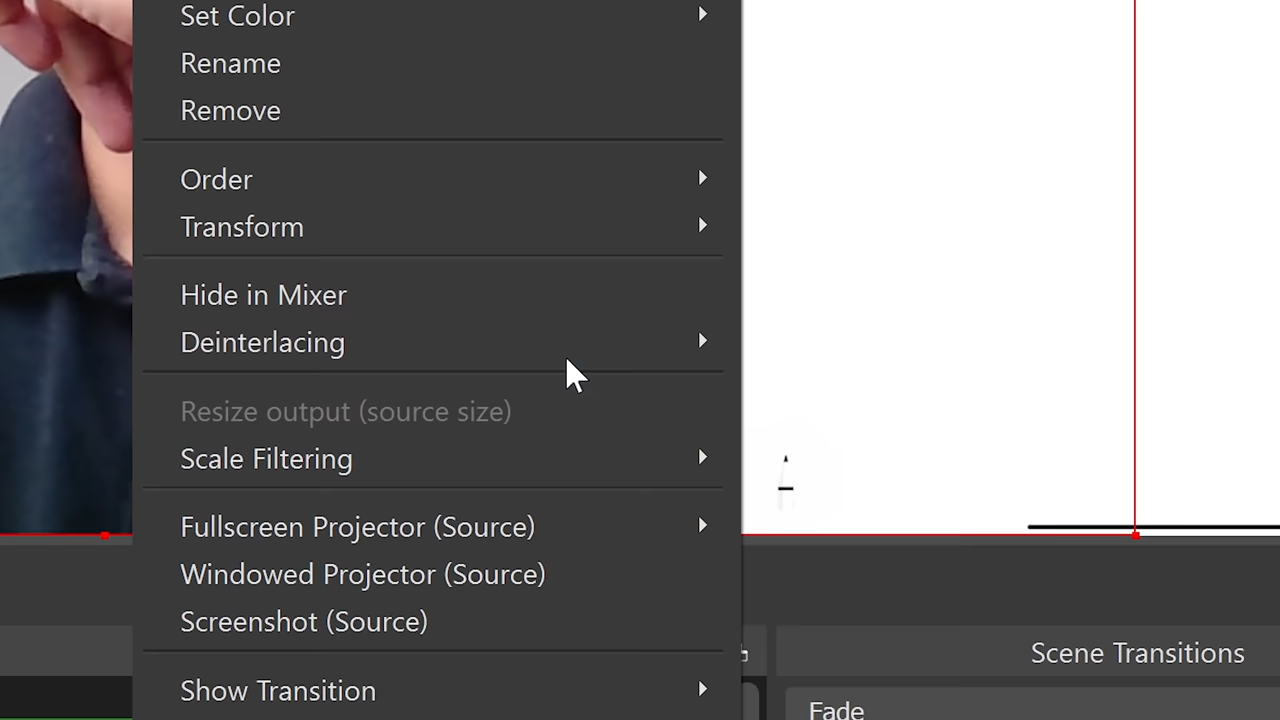 Set Color
Rename
Remove
Order
Transform
Hide in Mixer
Deinterlacing
Resize output (source size)
Scale Filtering
Fullscreen Projector (Source)
Windowed Projector (Source)
Screenshot (Source)
Show Transition
Scene Transitions
Fade